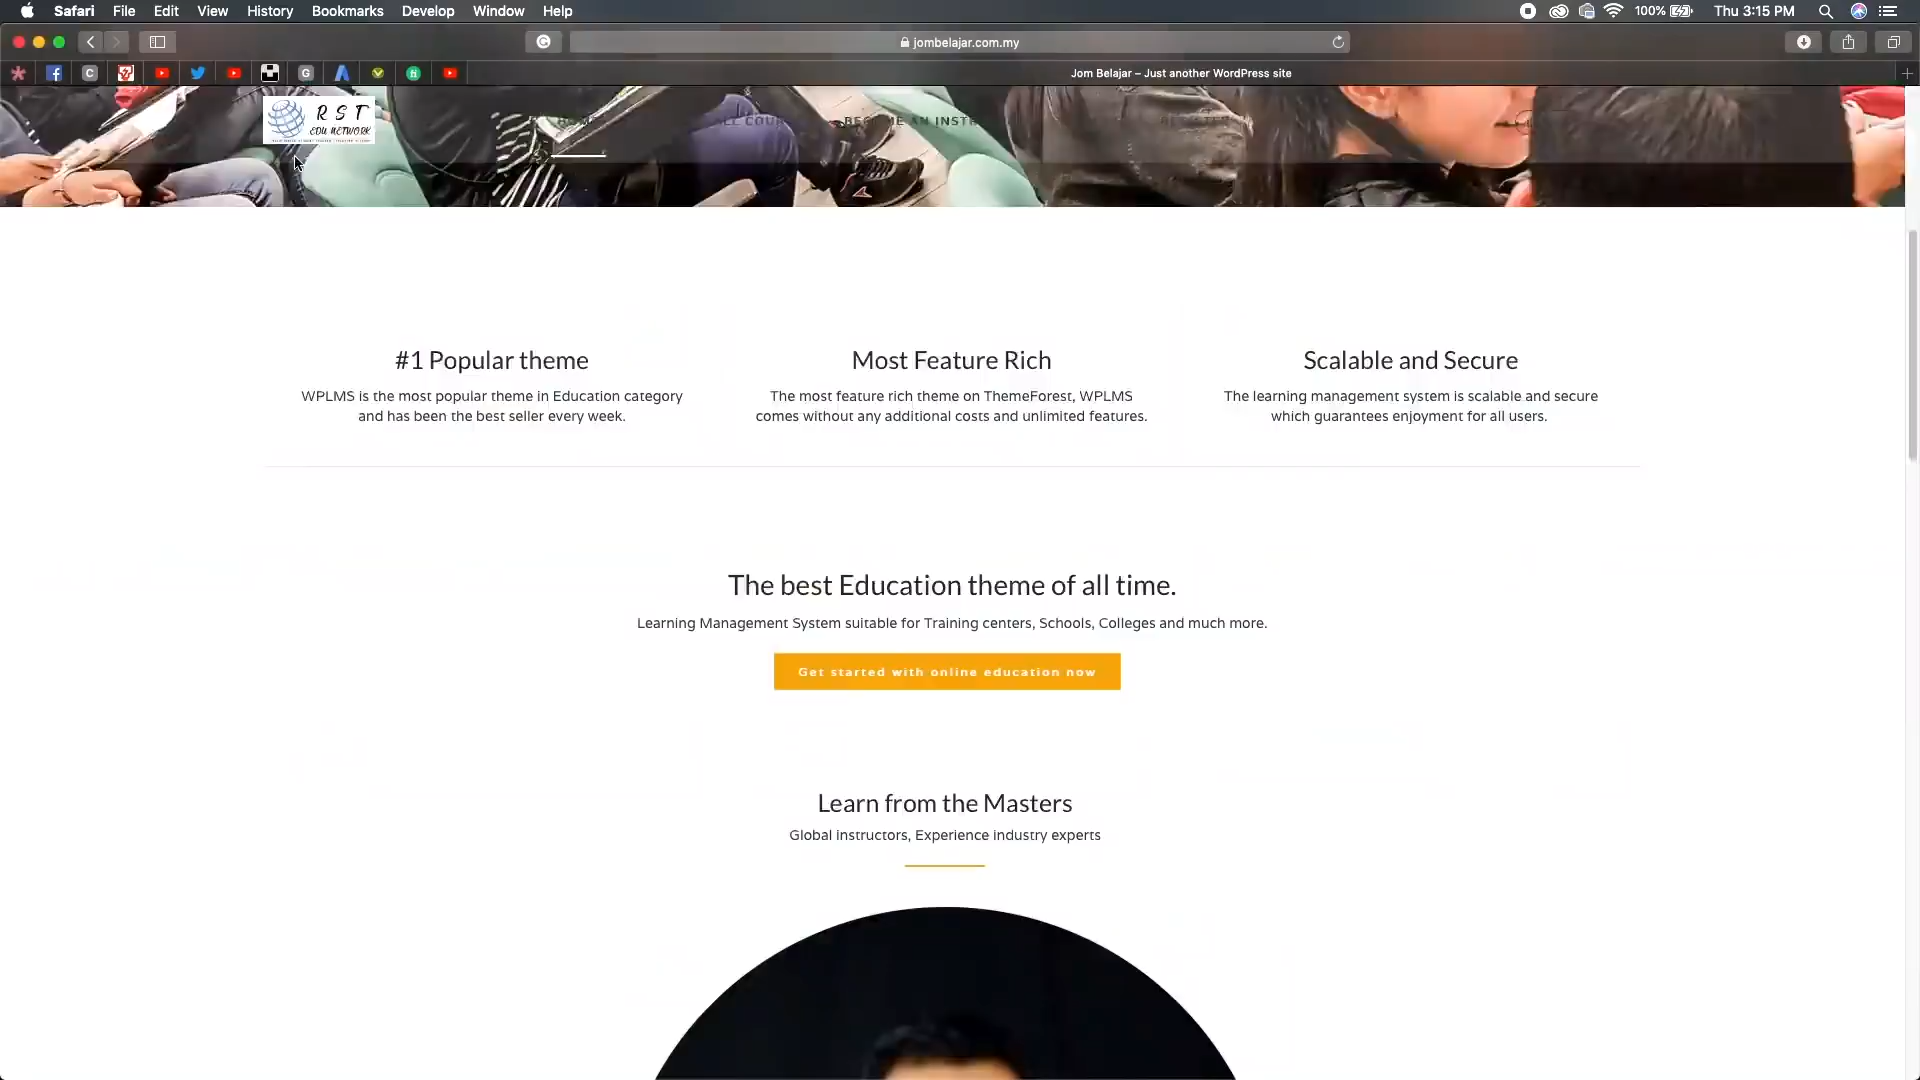 Safari File Edit View History Bookmarks Develop Window Help
100%
Thu 3:15 PM
jombelajar.com.my
Jom Belajar – Just another WordPress site
R S T
EDU NETWORK
#1 Popular theme
WPLMS is the most popular theme in Education category
and has been the best seller every week.
Most Feature Rich
The most feature rich theme on ThemeForest, WPLMS
comes without any additional costs and unlimited features.
Scalable and Secure
The learning management system is scalable and secure
which guarantees enjoyment for all users.
The best Education theme of all time.
Learning Management System suitable for Training centers, Schools, Colleges and much more.
Get started with online education now
Learn from the Masters
Global instructors, Experience industry experts